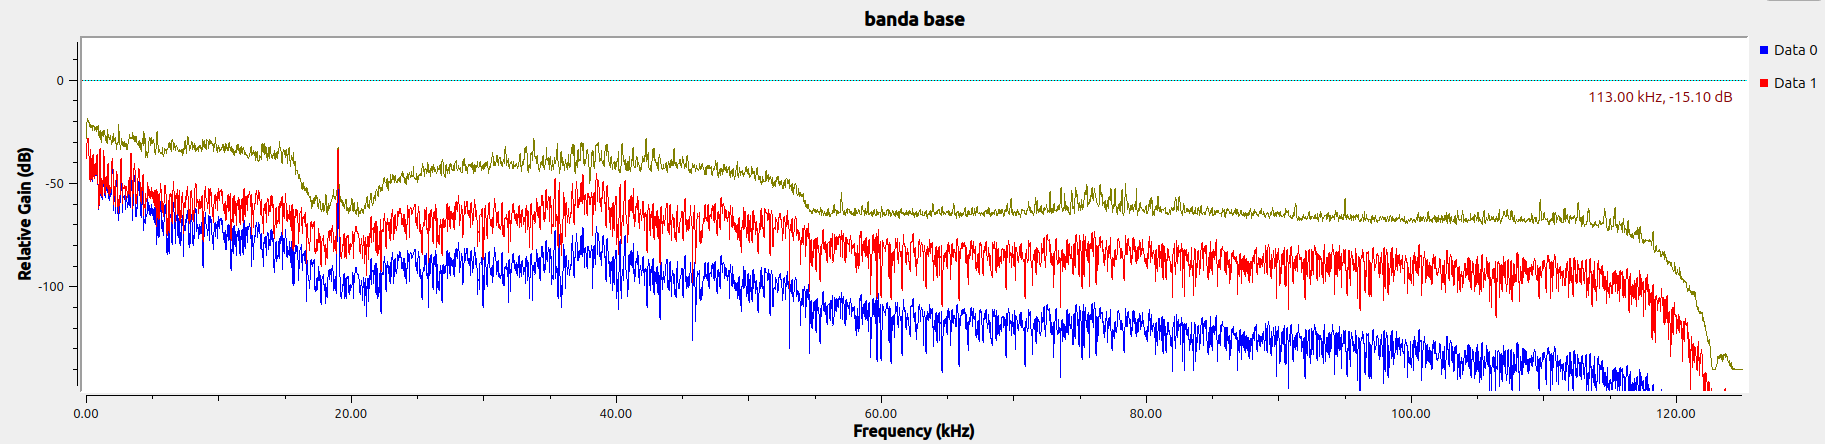 banda base
Data 0
Data 1
113.00 kHz, -15.10 dB
Relative Gain (dB)
0
-50
-100
0.00 20.00 40.00 60.00 80.00 100.00 120.00
Frequency (kHz)